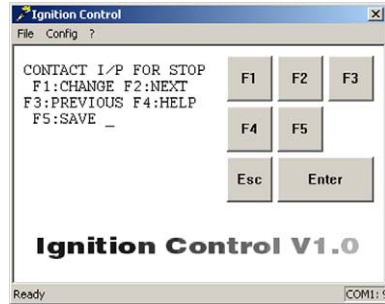 Ignition Control
File Config ?
CONTACT I/P FOR STOP
F1:CHANGE F2:NEXT
F3:PREVIOUS F4:HELP
F5:SAVE _
F1 F2 F3
F4 F5
Esc Enter
Ignition Control V1.0
Ready COM1: